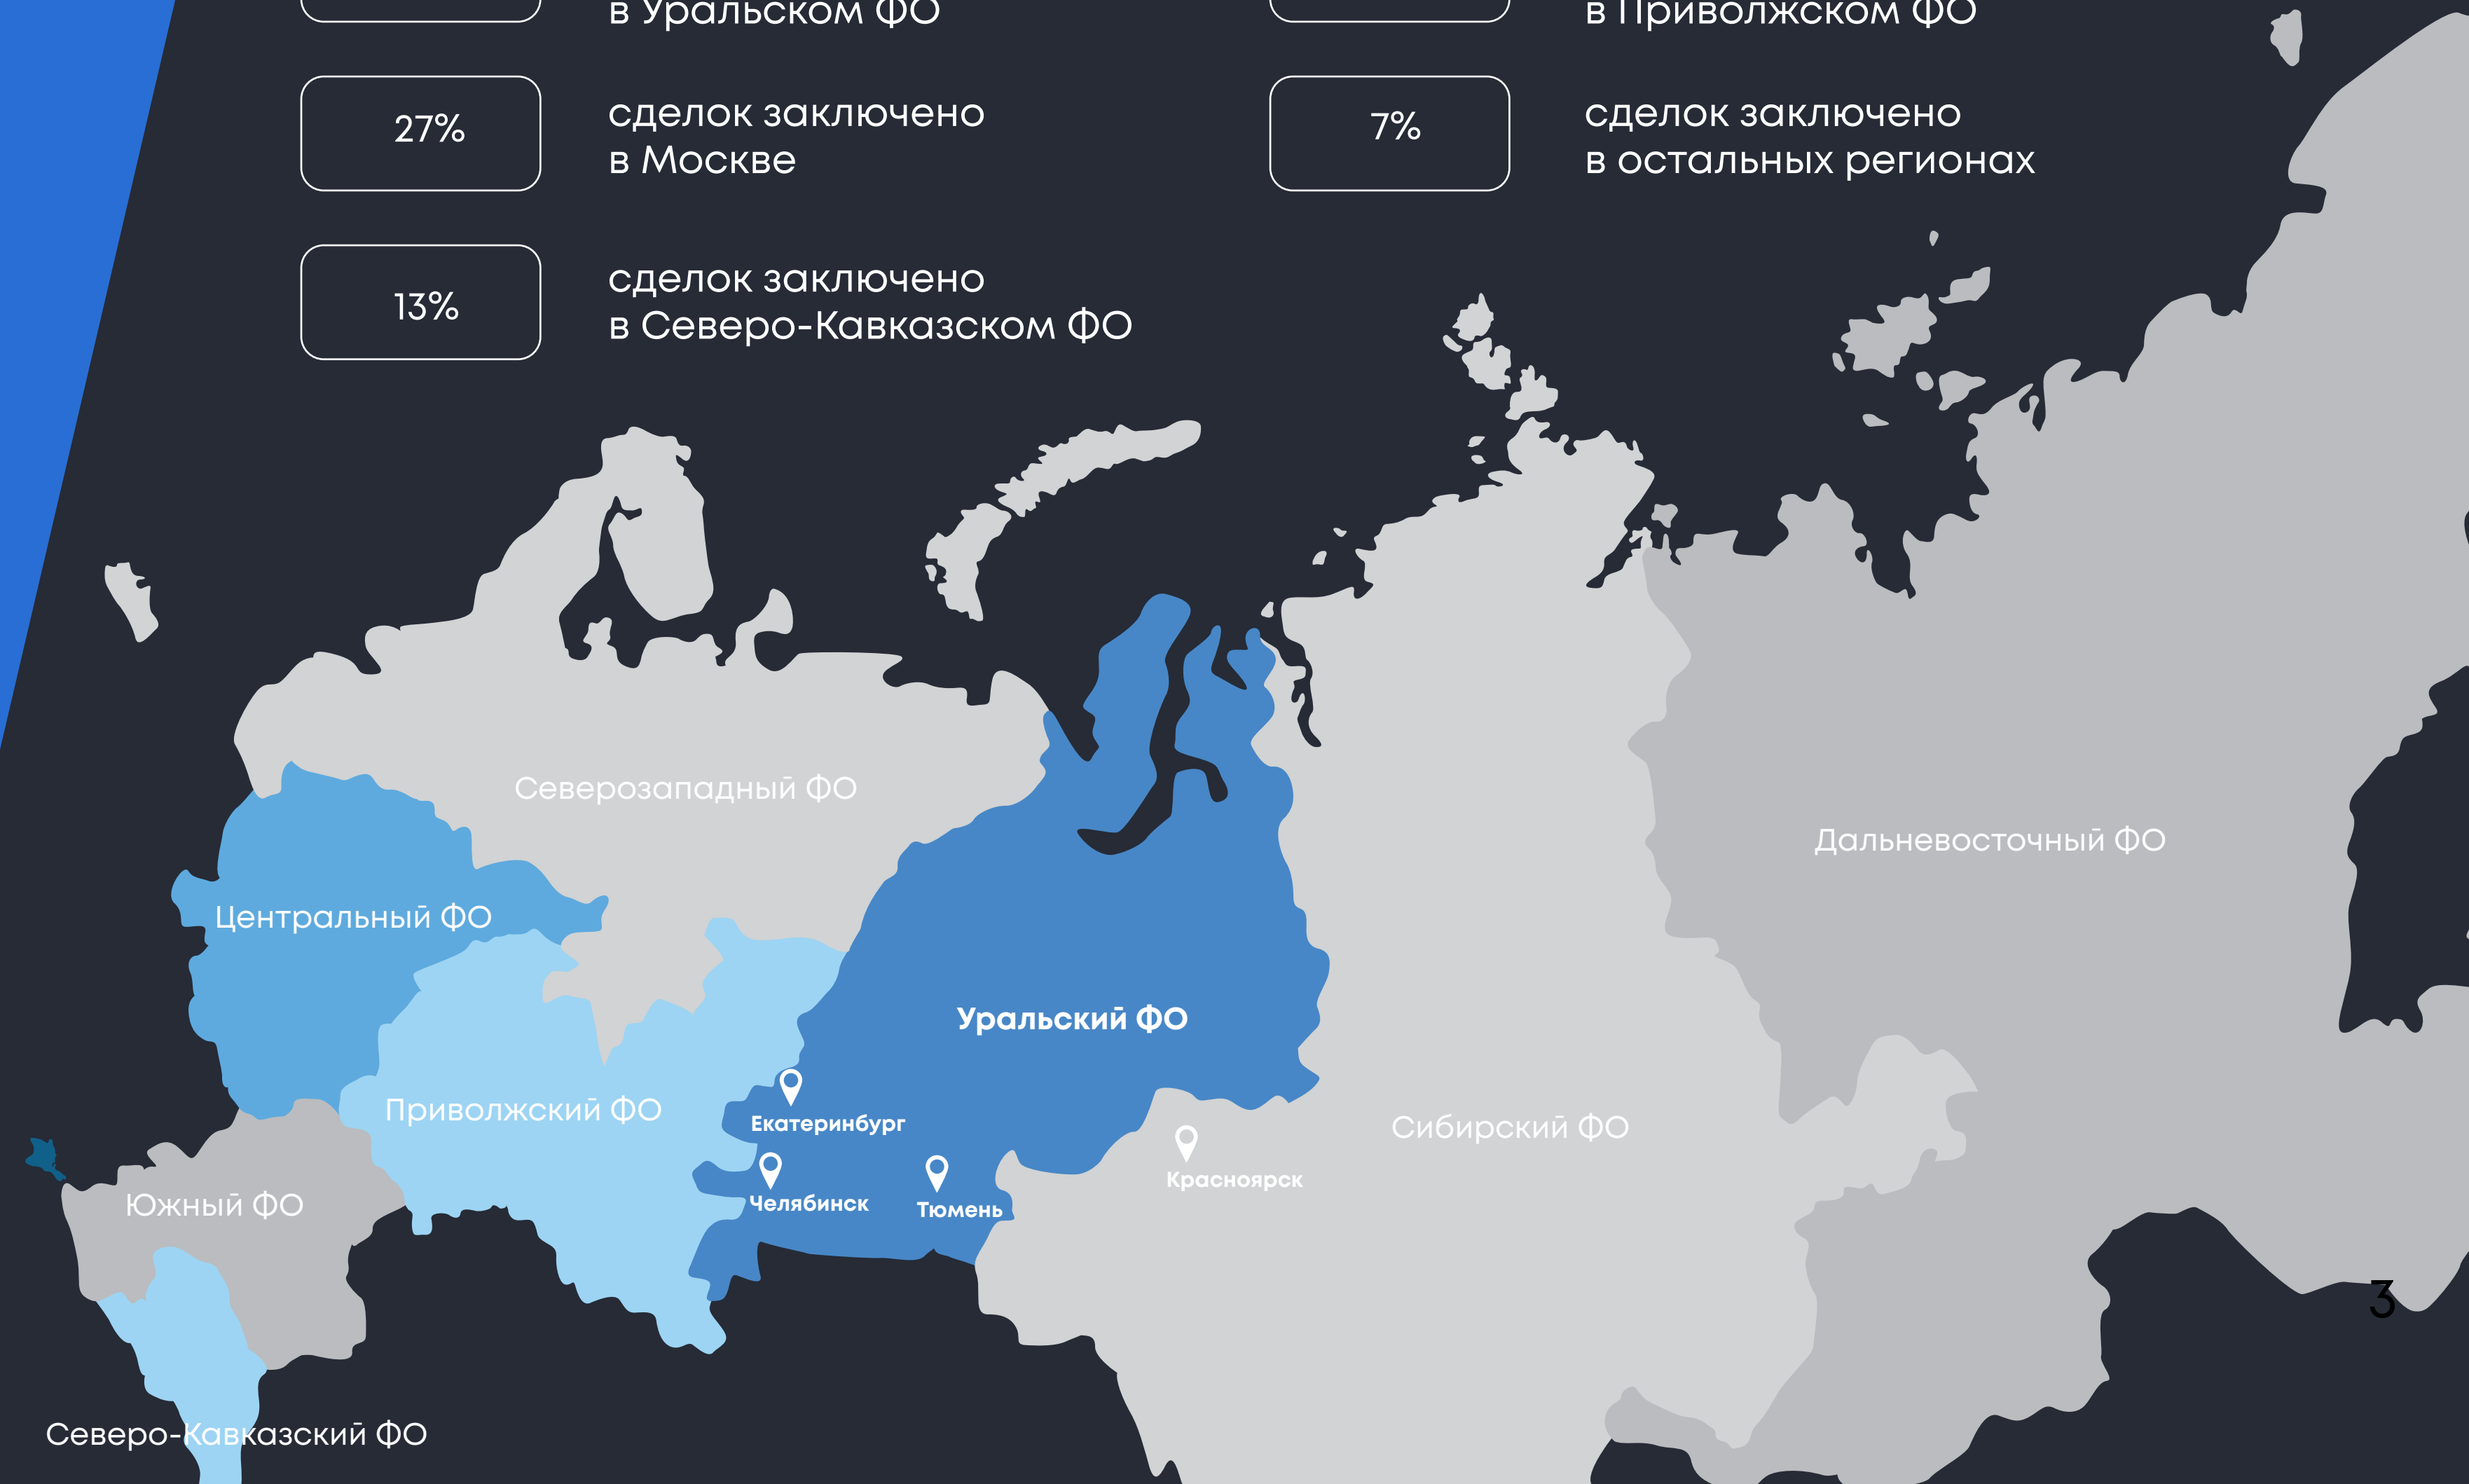 в Уральском ФО
в Приволжском ФО
27%
сделок заключено
в Москве
7%
сделок заключено
в остальных регионах
13%
сделок заключено
в Северо-Кавказском ФО
Северозападный ФО
Дальневосточный ФО
Центральный ФО
Уральский ФО
Приволжский ФО
Екатеринбург
Сибирский ФО
Красноярск
Южный ФО
Челябинск
Тюмень
3
Северо-Кавказский ФО